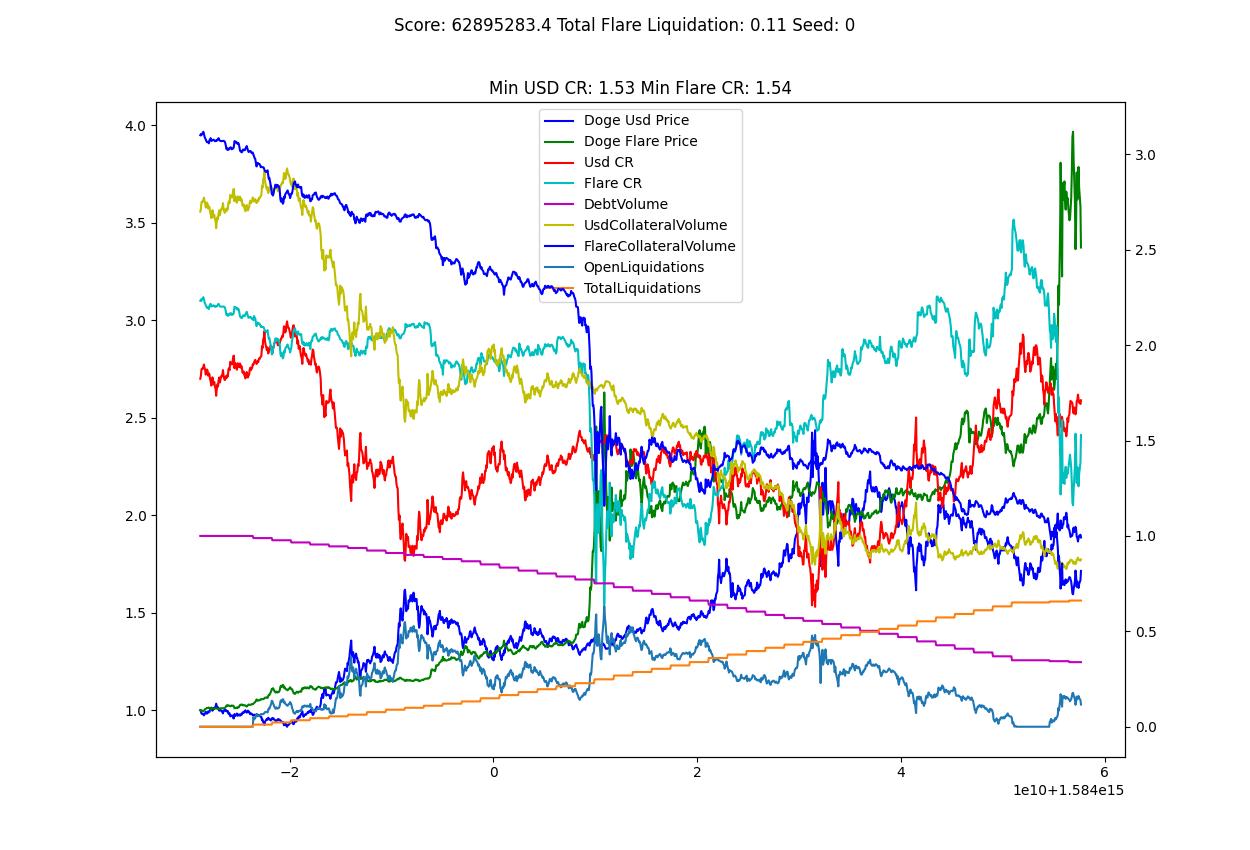 Score: 62895283.4 Total Flare Liquidation: 0.11 Seed: 0
Min USD CR: 1.53 Min Flare CR: 1.54
Doge Usd Price
Doge Flare Price
Usd CR
Flare CR
DebtVolume
UsdCollateralVolume
FlareCollateralVolume
OpenLiquidations
TotalLiquidations
4.0
3.5
3.0
2.5
2.0
1.5
1.0
3.0
2.5
2.0
1.5
1.0
0.5
0.0
−2 0 2 4 6
1e10+1.584e15